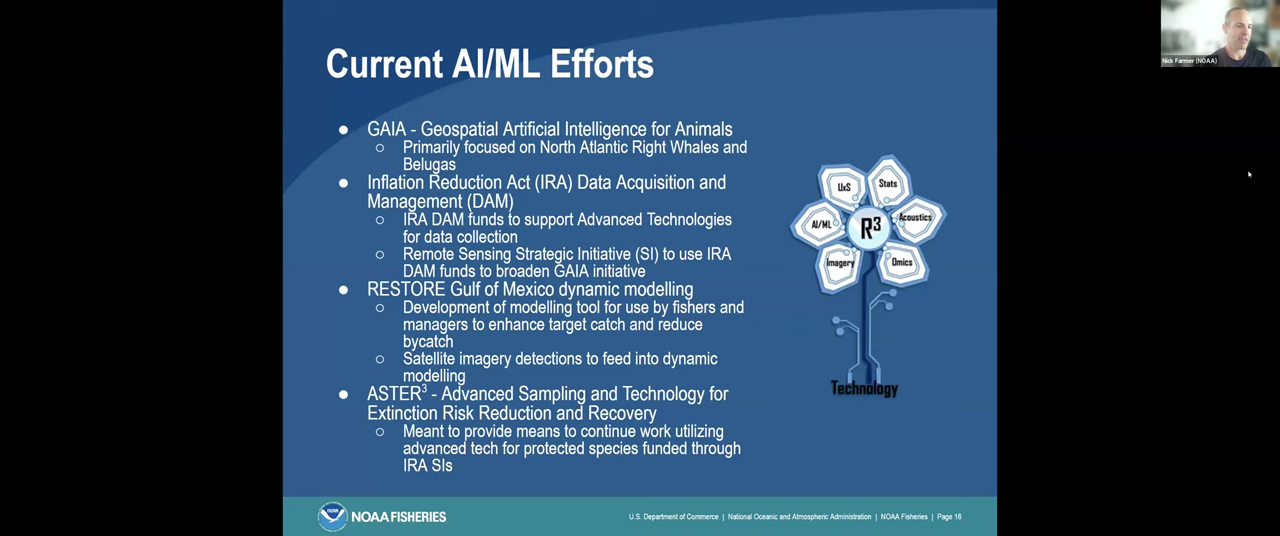 Current AI/ML Efforts
● GAIA - Geospatial Artificial Intelligence for Animals
○ Primarily focused on North Atlantic Right Whales and
Belugas
● Inflation Reduction Act (IRA) Data Acquisition and
Management (DAM)
○ IRA DAM funds to support Advanced Technologies
for data collection
○ Remote Sensing Strategic Initiative (SI) to use IRA
DAM funds to broaden GAIA initiative
● RESTORE Gulf of Mexico dynamic modelling
○ Development of modelling tool for use by fishers and
managers to enhance target catch and reduce
bycatch
○ Satellite imagery detections to feed into dynamic
modelling
● ASTER³ - Advanced Sampling and Technology for
Extinction Risk Reduction and Recovery
○ Meant to provide means to continue work utilizing
advanced tech for protected species funded through
IRA SIs
UxS
Stats
AI/ML
R³
Acoustics
Imagery
Omics
Technology
NOAA
NOAA FISHERIES
U.S. Department of Commerce | National Oceanic and Atmospheric Administration | NOAA Fisheries | Page 16
Nick Farmer (NOAA)